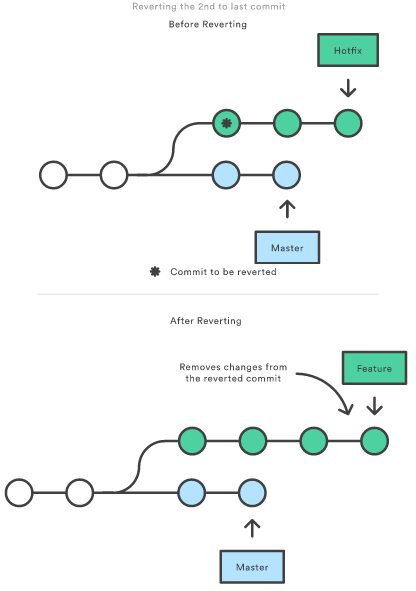 Reverting the 2nd to last commit
Before Reverting
Hotfix
Master
Commit to be reverted
After Reverting
Removes changes from
the reverted commit
Feature
Master